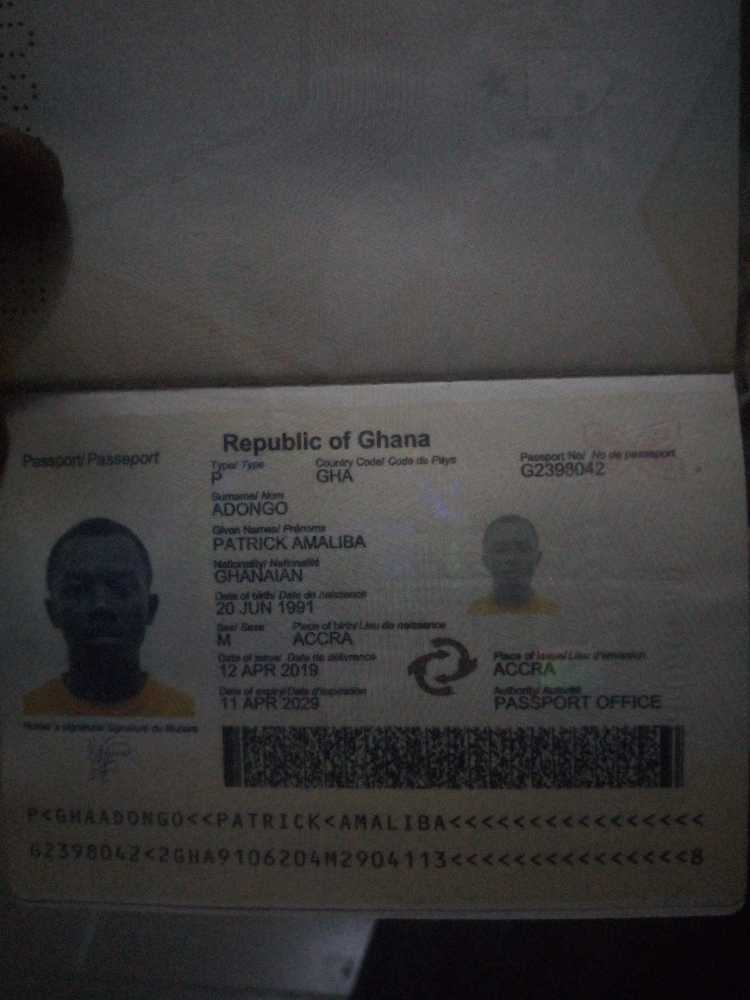 Republic of Ghana
Passport/ Passeport
Type/ Type
Country Code/ Code du Pays
Passport No/ No de passeport
P
GHA
G2398042
Surname/ Nom
ADONGO
Given Names/ Prénoms
PATRICK AMALIBA
Nationality/ Nationalité
GHANAIAN
Date of birth/ Date de naissance
20 JUN 1991
Sex/ Sexe
Place of birth/ Lieu de naissance
M
ACCRA
Date of issue/ Date de délivrance
Place of Issue/ Lieu d'émission
12 APR 2019
ACCRA
Date of expiry/ Date d'expiration
Authority/ Autorité
11 APR 2029
PASSPORT OFFICE
Holder's signature/ Signature du titulaire
P<GHAADONGO<<PATRICK<AMALIBA<<<<<<<<<<<<<<<<
G2398042<2GHA9106204M2904113<<<<<<<<<<<<<<<8